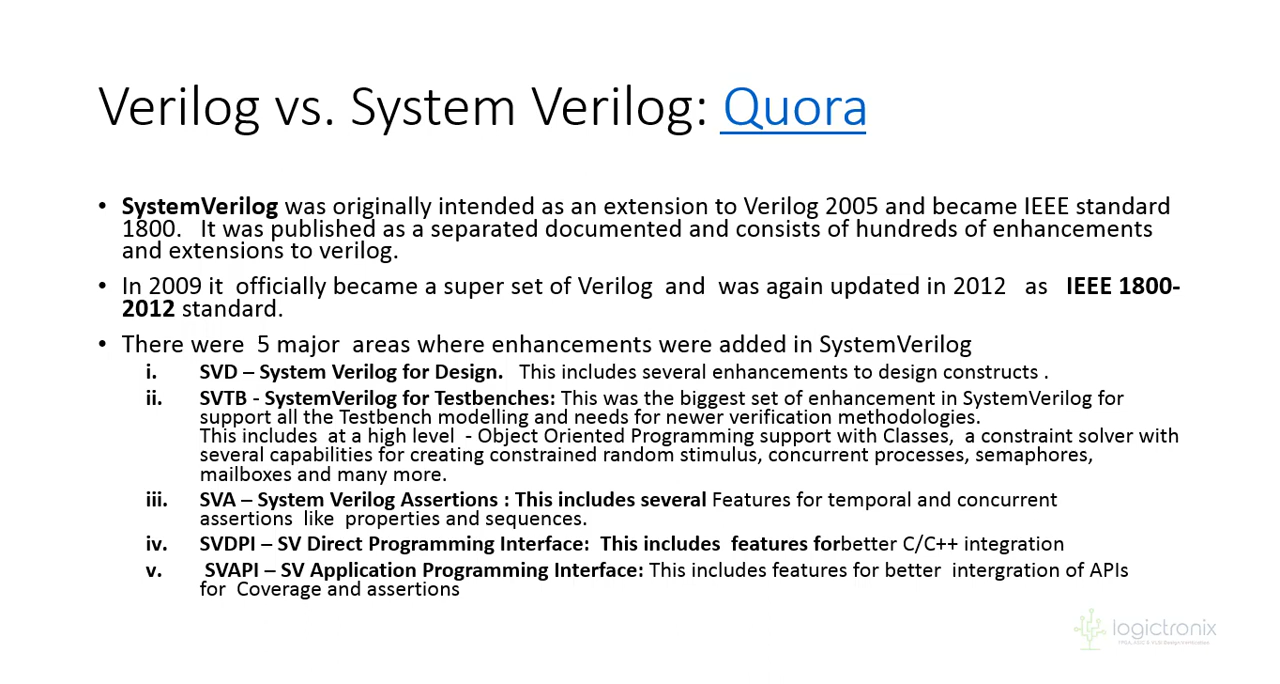 Verilog vs. System Verilog: Quora
• SystemVerilog was originally intended as an extension to Verilog 2005 and became IEEE standard
1800. It was published as a separated documented and consists of hundreds of enhancements
and extensions to verilog.
• In 2009 it officially became a super set of Verilog and was again updated in 2012 as IEEE 1800-
2012 standard.
• There were 5 major areas where enhancements were added in SystemVerilog
i. SVD – System Verilog for Design. This includes several enhancements to design constructs .
ii. SVTB - SystemVerilog for Testbenches: This was the biggest set of enhancement in SystemVerilog for
support all the Testbench modelling and needs for newer verification methodologies.
This includes at a high level - Object Oriented Programming support with Classes, a constraint solver with
several capabilities for creating constrained random stimulus, concurrent processes, semaphores,
mailboxes and many more.
iii. SVA – System Verilog Assertions : This includes several Features for temporal and concurrent
assertions like properties and sequences.
iv. SVDPI – SV Direct Programming Interface: This includes features forbetter C/C++ integration
v. SVAPI – SV Application Programming Interface: This includes features for better intergration of APIs
for Coverage and assertions
logictronix